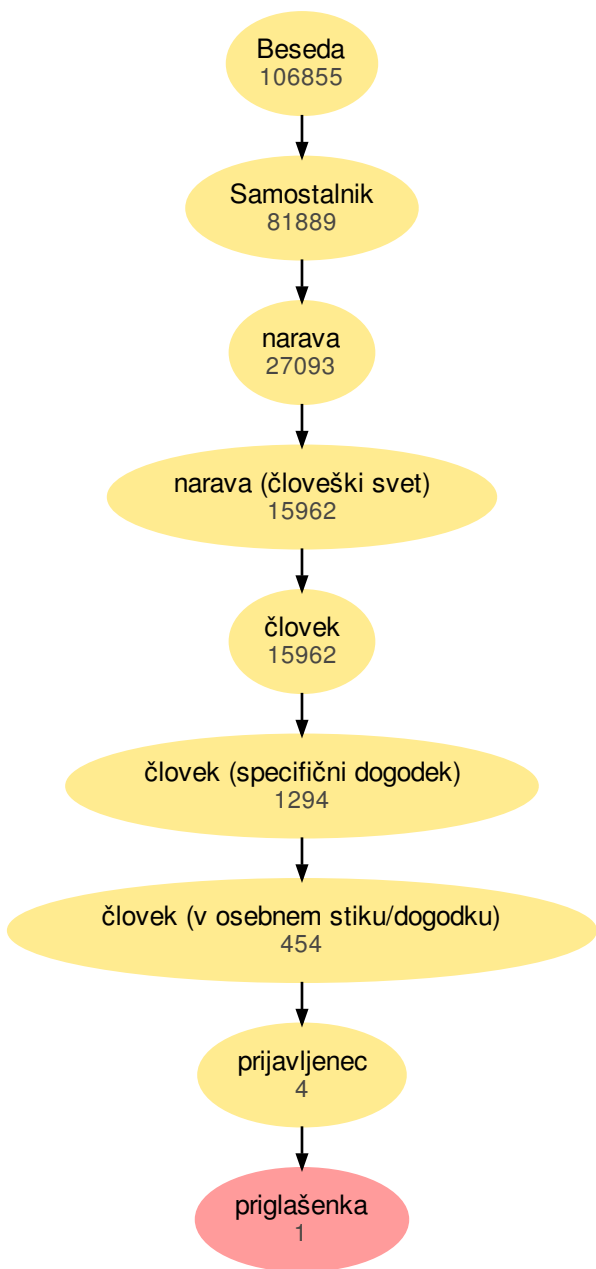 Beseda
106855
Samostalnik
81889
narava
27093
narava (človeški svet)
15962
človek
15962
človek (specifični dogodek)
1294
človek (v osebnem stiku/dogodku)
454
prijavljenec
4
priglašenka
1